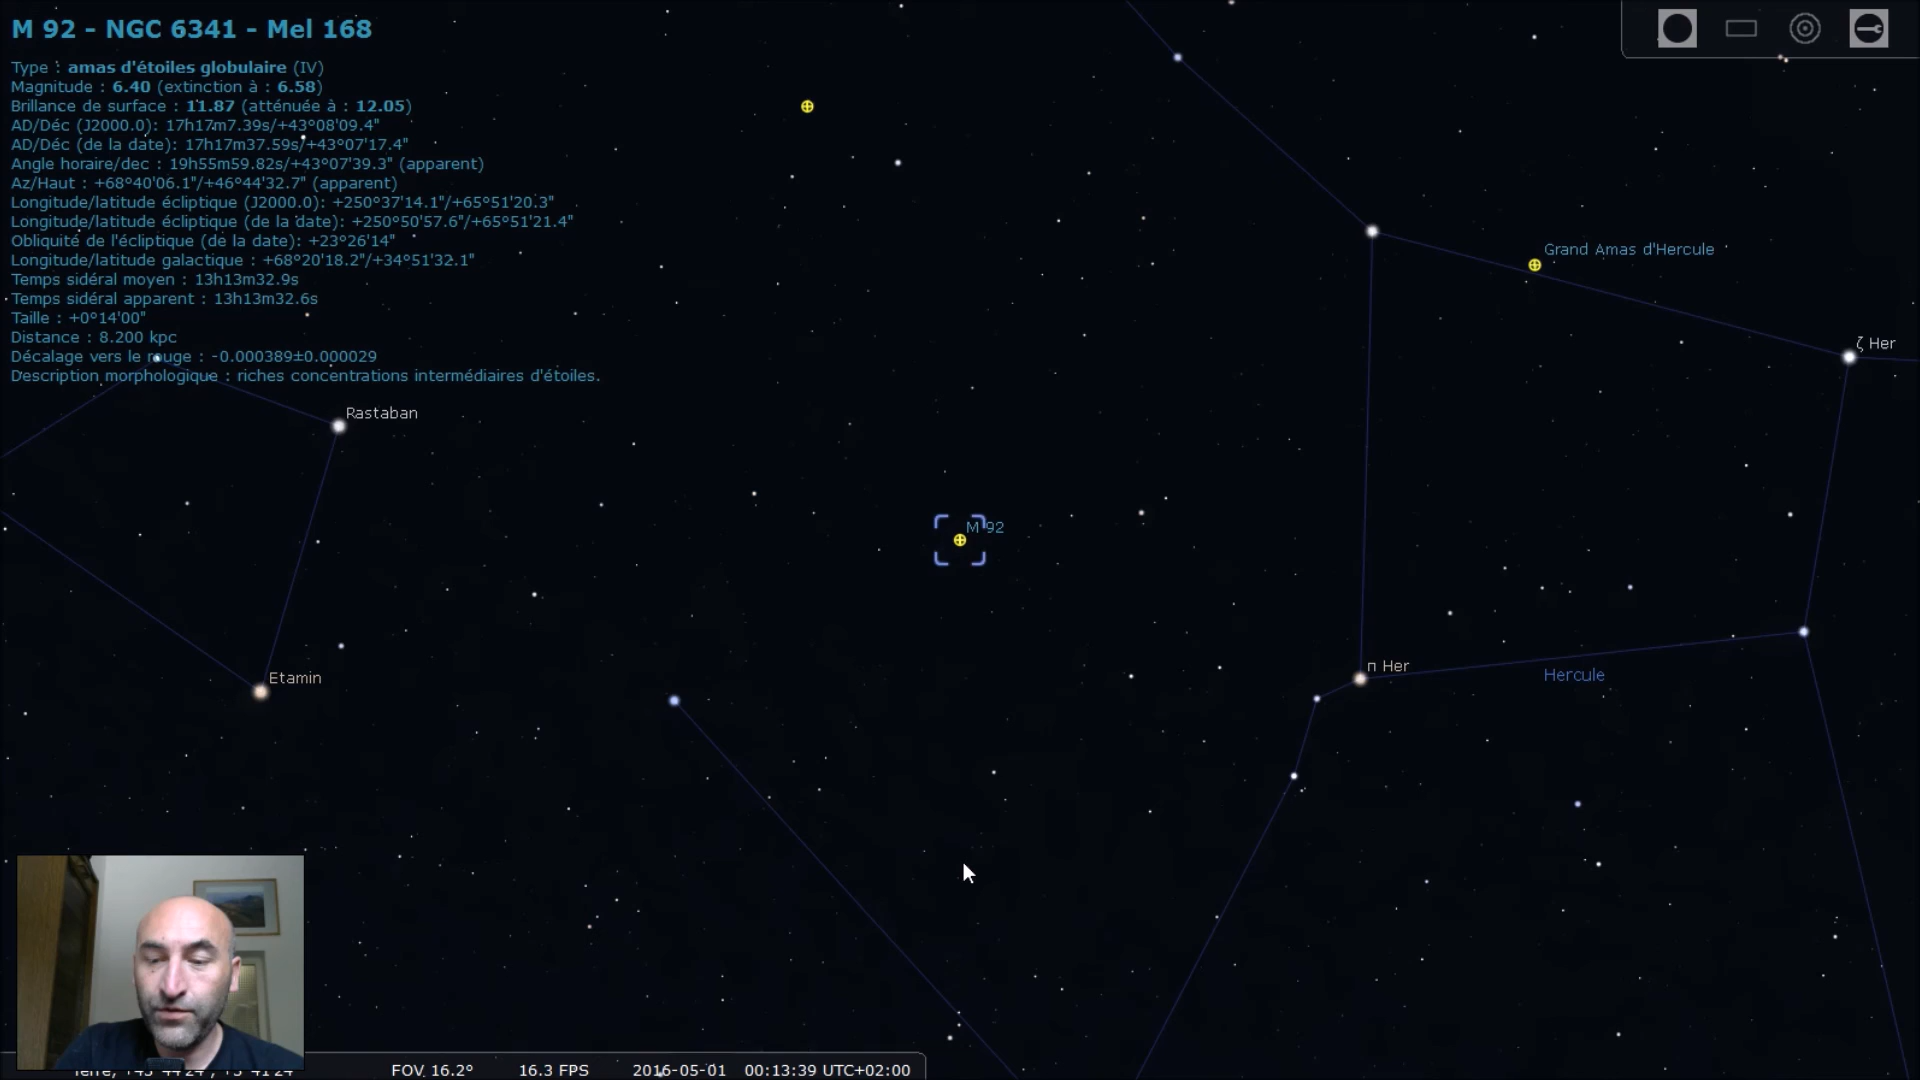 M 92 - NGC 6341 - Mel 168
Type : amas d'étoiles globulaire (IV)
Magnitude : 6.40 (extinction à : 6.58)
Brillance de surface : 11.87 (atténuée à : 12.05)
AD/Déc (J2000.0): 17h17m7.39s/+43°08'09.4"
AD/Déc (de la date): 17h17m37.59s/+43°07'17.4"
Angle horaire/dec : 19h55m59.82s/+43°07'39.3" (apparent)
Az/Haut : +68°40'06.1"/+46°44'32.7" (apparent)
Longitude/latitude écliptique (J2000.0): +250°37'14.1"/+65°51'20.3"
Longitude/latitude écliptique (de la date): +250°50'57.6"/+65°51'21.4"
Obliquité de l'écliptique (de la date): +23°26'14"
Longitude/latitude galactique : +68°20'18.2"/+34°51'32.1"
Temps sidéral moyen : 13h13m32.9s
Temps sidéral apparent : 13h13m32.6s
Taille : +0°14'00"
Distance : 8.200 kpc
Décalage vers le rouge : -0.000389±0.000029
Description morphologique : riches concentrations intermédiaires d'étoiles.
Grand Amas d'Hercule
ζ Her
Rastaban
M 92
π Her
Hercule
Etamin
Terre,
FOV 16.2° 16.3 FPS 2016-05-01 00:13:39 UTC+02:00